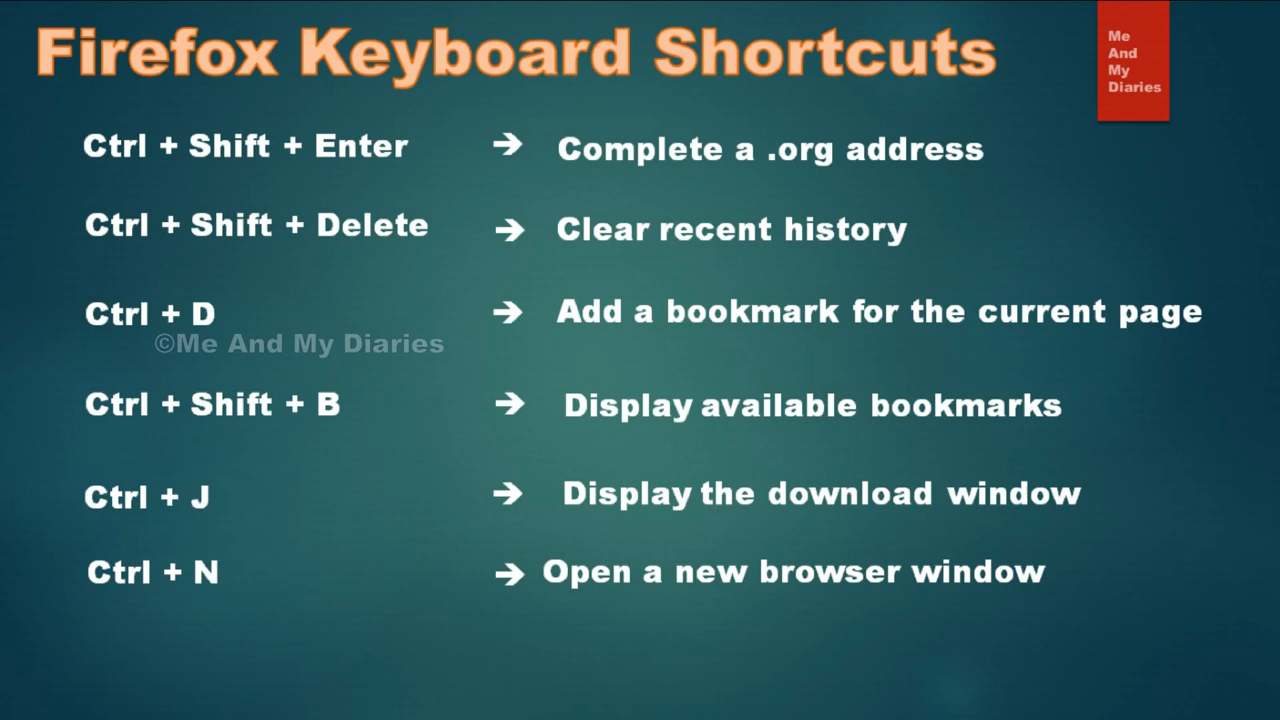 Firefox Keyboard Shortcuts
Me
And
My
Diaries
Ctrl + Shift + Enter → Complete a .org address
Ctrl + Shift + Delete → Clear recent history
Ctrl + D → Add a bookmark for the current page
©Me And My Diaries
Ctrl + Shift + B → Display available bookmarks
Ctrl + J → Display the download window
Ctrl + N → Open a new browser window